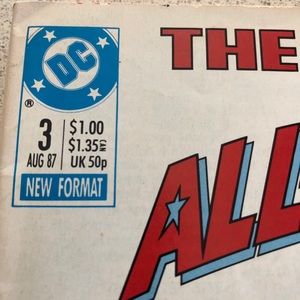 DC
®
THE
3
$1.00
$1.35 CAN
AUG 87
UK 50p
NEW FORMAT
ALL